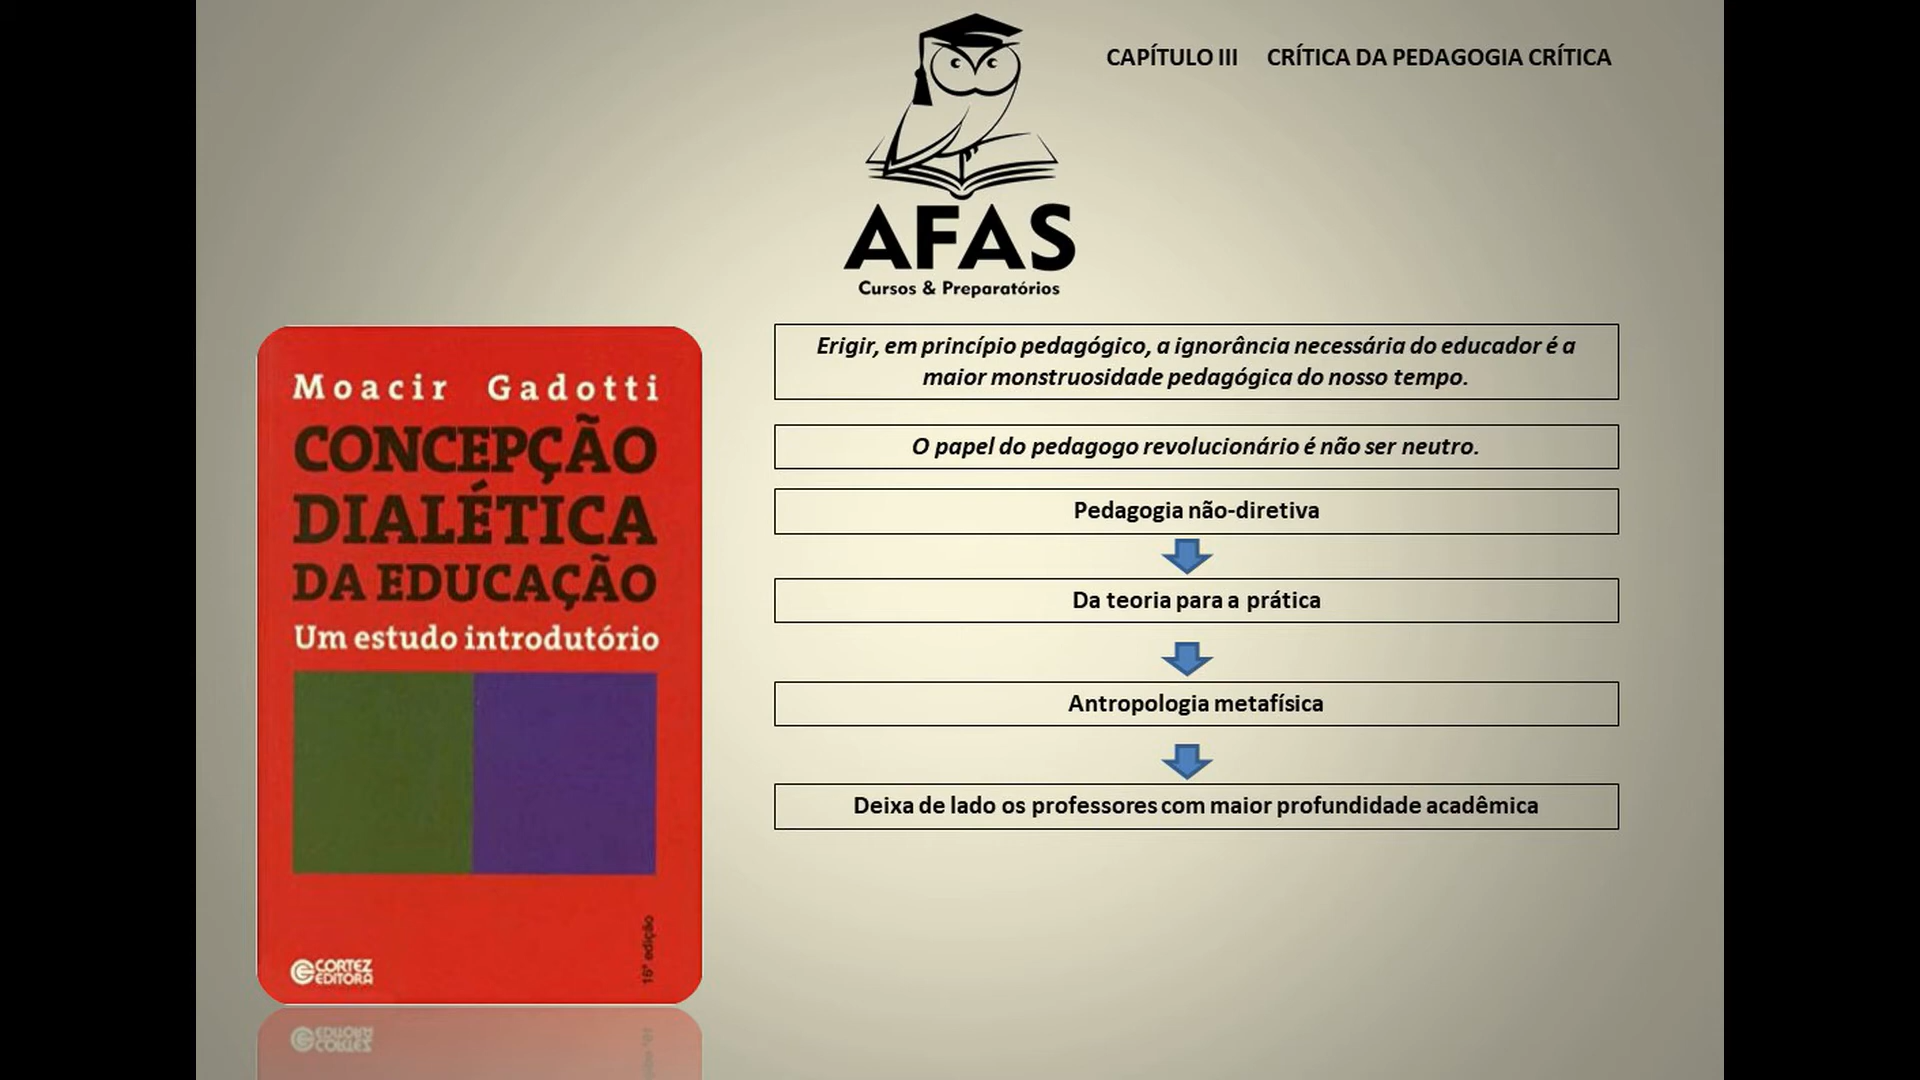 CAPÍTULO III CRÍTICA DA PEDAGOGIA CRÍTICA
AFAS
Cursos & Preparatórios
Moacir Gadotti
CONCEPÇÃO
DIALÉTICA
DA EDUCAÇÃO
Um estudo introdutório
16ª edição
CORTEZ
EDITORA
Erigir, em princípio pedagógico, a ignorância necessária do educador é a
maior monstruosidade pedagógica do nosso tempo.
O papel do pedagogo revolucionário é não ser neutro.
Pedagogia não-diretiva
Da teoria para a prática
Antropologia metafísica
Deixa de lado os professores com maior profundidade acadêmica